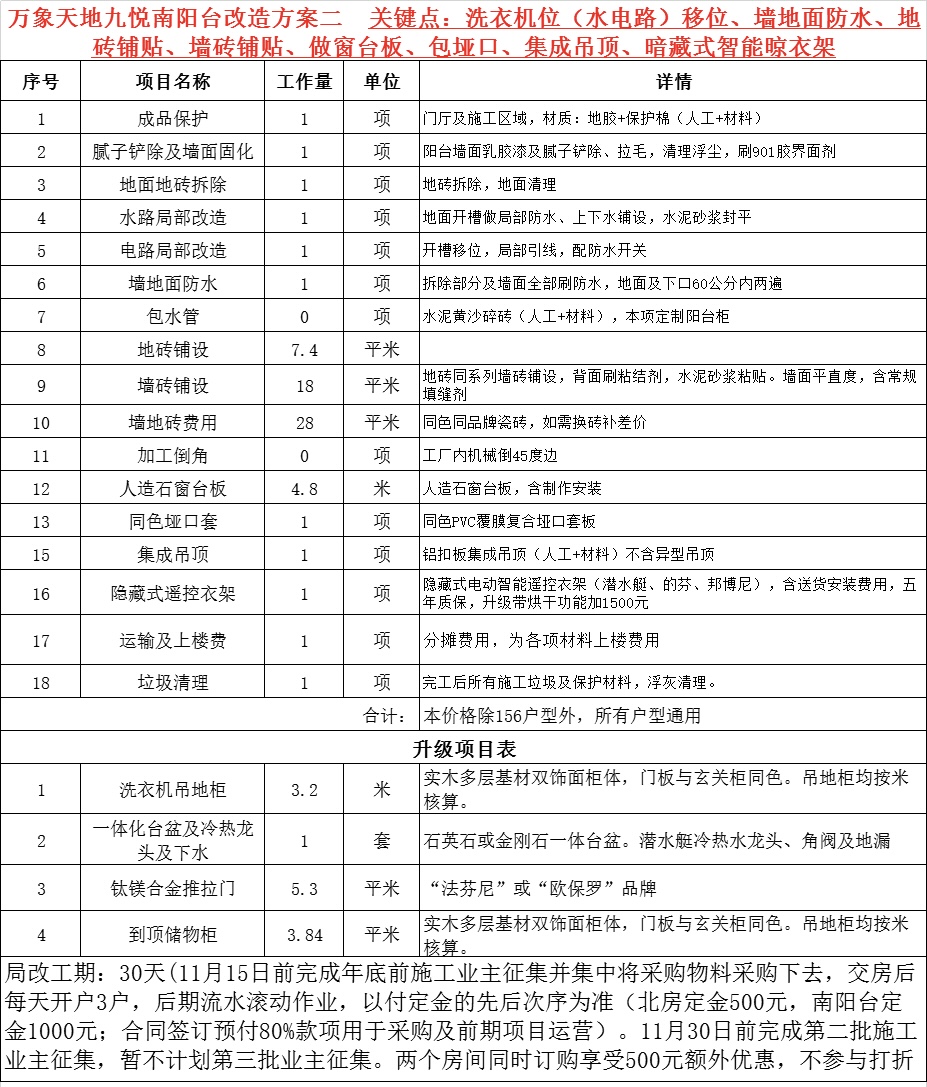 万象天地九悦南阳台改造方案二 关键点：洗衣机位（水电路）移位、墙地面防水、地
砖铺贴、墙砖铺贴、做窗台板、包垭口、集成吊顶、暗藏式智能晾衣架
序号 项目名称 工作量 单位 详情
1 成品保护 1 项 门厅及施工区域，材质：地胶+保护棉（人工+材料）
2 腻子铲除及墙面固化 1 项 阳台墙面乳胶漆及腻子铲除、拉毛，清理浮尘，刷901胶界面剂
3 地面地砖拆除 1 项 地砖拆除，地面清理
4 水路局部改造 1 项 地面开槽做局部防水、上下水铺设，水泥砂浆封平
5 电路局部改造 1 项 开槽移位，局部引线，配防水开关
6 墙地面防水 1 项 拆除部分及墙面全部刷防水，地面及下口60公分内两遍
7 包水管 0 项 水泥黄沙碎砖（人工+材料），本项定制阳台柜
8 地砖铺设 7.4 平米
9 墙砖铺设 18 平米 地砖同系列墙砖铺设，背面刷粘结剂，水泥砂浆粘贴。墙面平直度，含常规
填缝剂
10 墙地砖费用 28 平米 同色同品牌瓷砖，如需换砖补差价
11 加工倒角 0 项 工厂内机械倒45度边
12 人造石窗台板 4.8 米 人造石窗台板，含制作安装
13 同色垭口套 1 项 同色PVC覆膜复合垭口套板
15 集成吊顶 1 项 铝扣板集成吊顶（人工+材料）不含异型吊顶
16 隐藏式遥控衣架 1 项 隐藏式电动智能遥控衣架（潜水艇、的芬、邦博尼），含送货安装费用，五
年质保，升级带烘干功能加1500元
17 运输及上楼费 1 项 分摊费用，为各项材料上楼费用
18 垃圾清理 1 项 完工后所有施工垃圾及保护材料，浮灰清理。
合计： 本价格除156户型外，所有户型通用
升级项目表
1 洗衣机吊地柜 3.2 米 实木多层基材双饰面柜体，门板与玄关柜同色。吊地柜均按米
核算。
2 一体化台盆及冷热龙 1 套 石英石或金刚石一体台盆。潜水艇冷热水龙头、角阀及地漏
头及下水
3 钛镁合金推拉门 5.3 平米 “法芬尼”或“欧保罗”品牌
4 到顶储物柜 3.84 平米 实木多层基材双饰面柜体，门板与玄关柜同色。吊地柜均按米
核算。
局改工期：30天(11月15日前完成年底前施工业主征集并集中将采购物料采购下去，交房后
每天开户3户，后期流水滚动作业，以付定金的先后次序为准（北房定金500元，南阳台定
金1000元；合同签订预付80%款项用于采购及前期项目运营）。11月30日前完成第二批施工
业主征集，暂不计划第三批业主征集。两个房间同时订购享受500元额外优惠，不参与打折